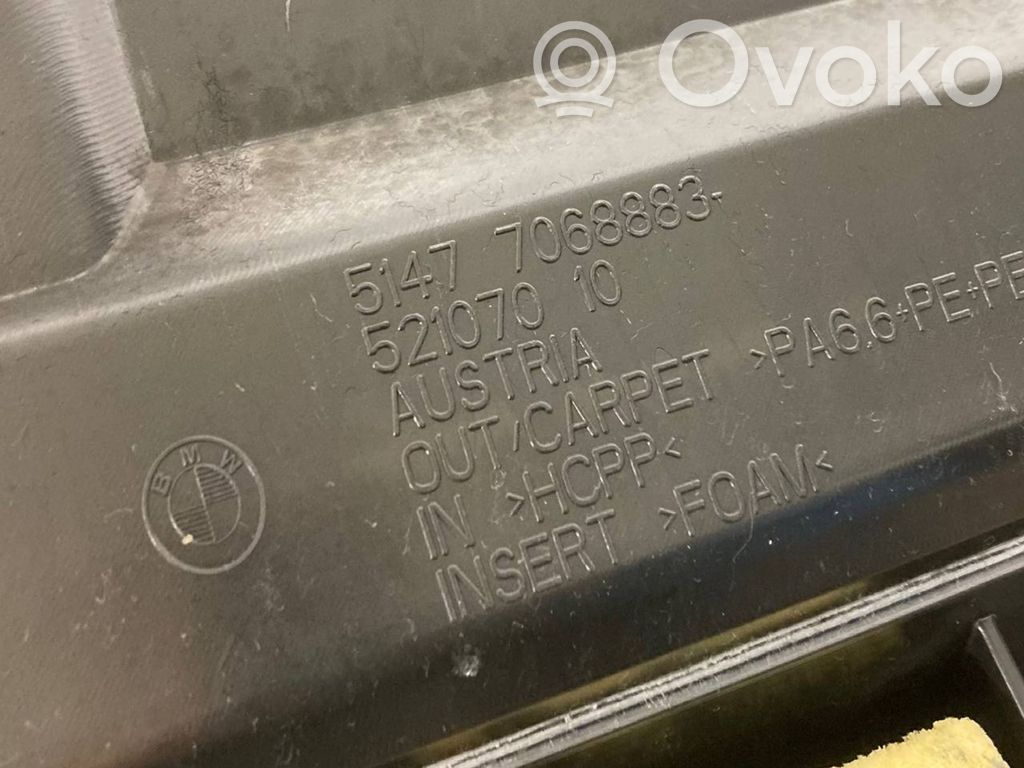 Ovoko
5147 7068883-
521070 10
AUSTRIA
OUT/CARPET >PA6.6+PE+PE
IN >HCPP<
INSERT >FOAM<
BMW